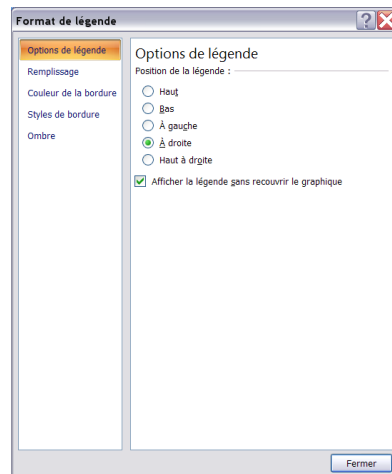 Format de légende
Options de légende
Remplissage
Couleur de la bordure
Styles de bordure
Ombre
Options de légende
Position de la légende :
Haut
Bas
À gauche
À droite
Haut à droite
Afficher la légende sans recouvrir le graphique
Fermer